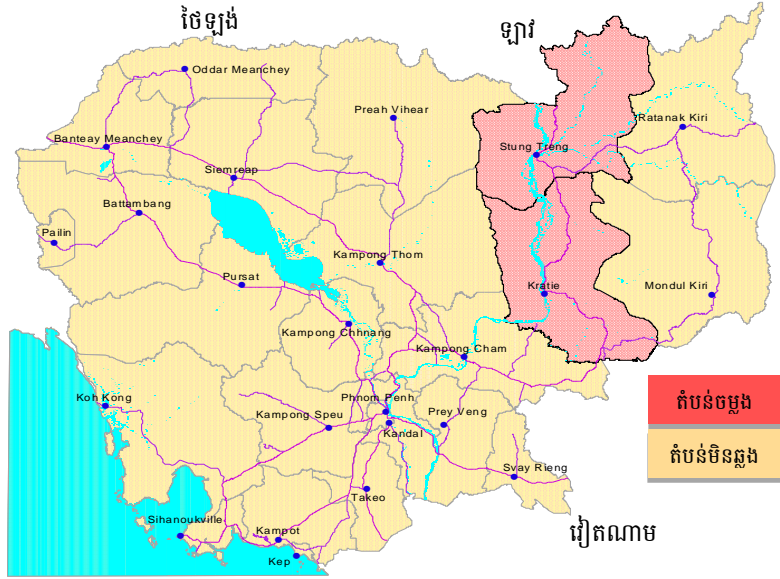 ថៃឡង់
ឡាវ
Oddar Meanchey
Preah Vihear
Ratanak Kiri
Banteay Meanchey
Stung Treng
Siemreap
Battambang
Pailin
Kampong Thom
Pursat
Kratie
Mondul Kiri
Kampong Chhnang
Kampong Cham
Koh Kong
Phnom Penh
Kampong Speu
Prey Veng
តំបន់ចម្លង
Kandal
តំបន់មិនឆ្លង
Svay Rieng
Takeo
Sihanoukville
វៀតណាម
Kampot
Kep